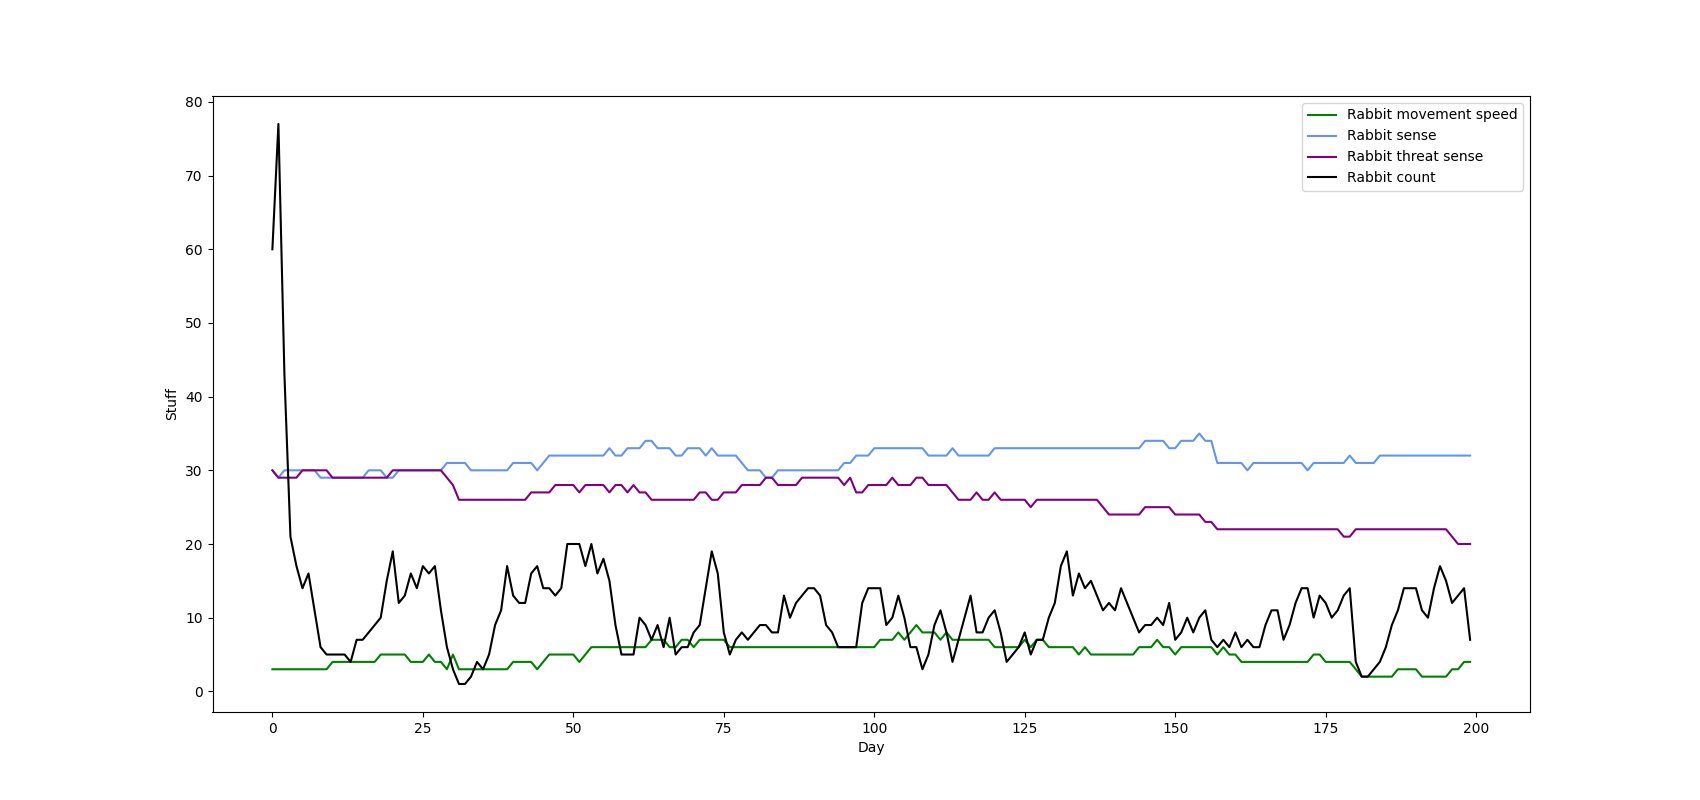 80
70
60
50
40
30
20
10
0
Stuff
0 25 50 75 100 125 150 175 200
Day
Rabbit movement speed
Rabbit sense
Rabbit threat sense
Rabbit count